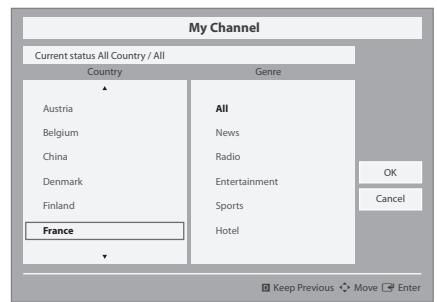 My Channel
Current status All Country / All
Country
Genre
Austria
Belgium
China
Denmark
Finland
France
All
News
Radio
Entertainment
Sports
Hotel
OK
Cancel
D Keep Previous Move Enter